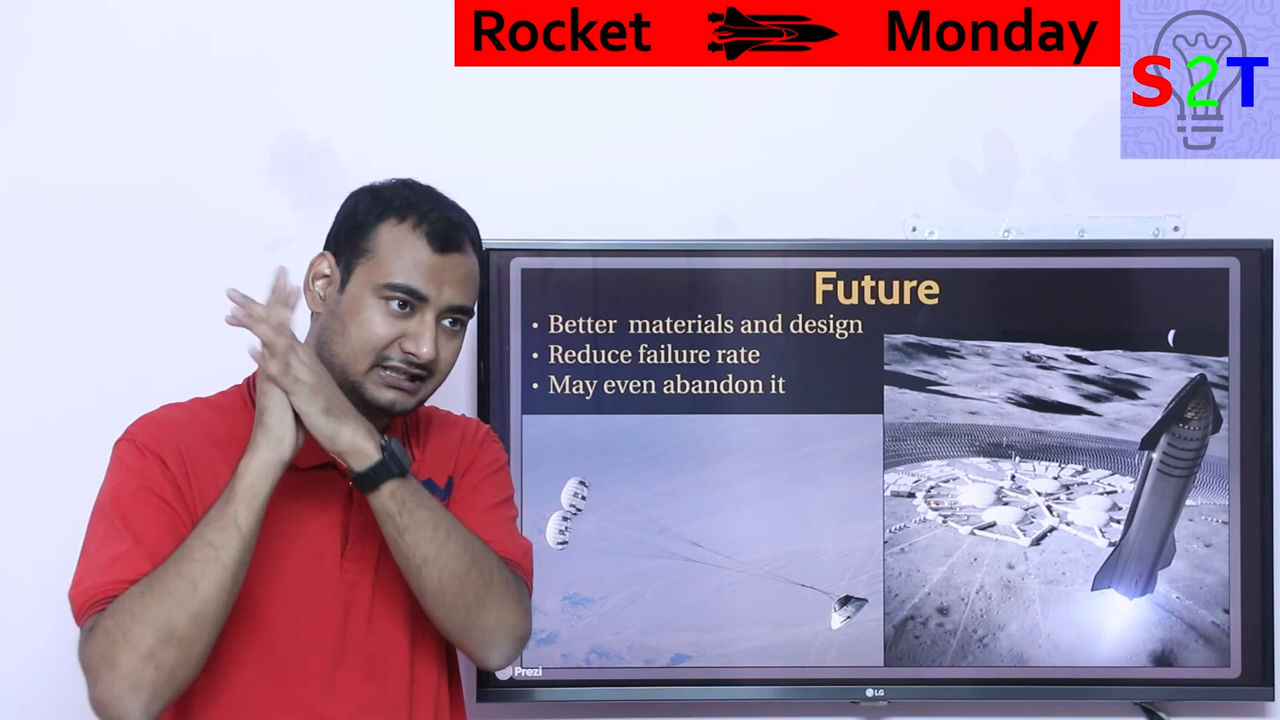 Rocket Monday
S2T
Future
• Better materials and design
• Reduce failure rate
• May even abandon it
Prezi
LG